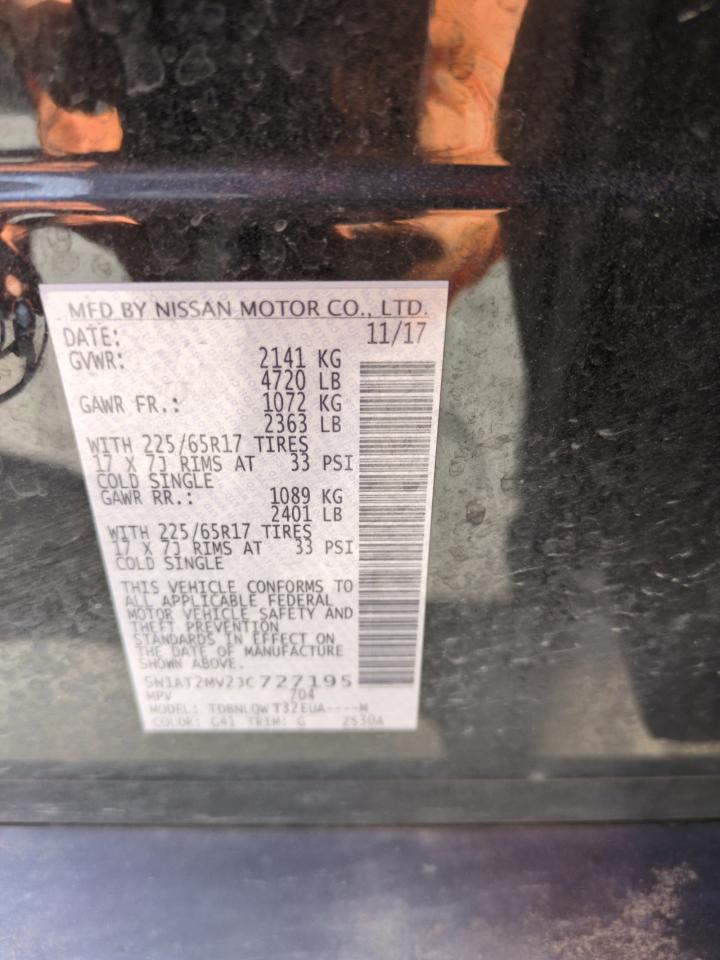 MFD BY NISSAN MOTOR CO., LTD.
DATE: 11/17
GVWR: 2141 KG
4720 LB
GAWR FR.: 1072 KG
2363 LB
WITH 225/65R17 TIRES
17 X 7J RIMS AT 33 PSI
COLD SINGLE
GAWR RR.: 1089 KG
2401 LB
WITH 225/65R17 TIRES
17 X 7J RIMS AT 33 PSI
COLD SINGLE
THIS VEHICLE CONFORMS TO
ALL APPLICABLE FEDERAL
MOTOR VEHICLE SAFETY AND
THEFT PREVENTION
STANDARDS IN EFFECT ON
THE DATE OF MANUFACTURE
SHOWN ABOVE.
5N1AT2MV2JC727195
MPV 704
MODEL: TDBNLQW T32EUA----M
COLOR: G41 TRIM: G 2S30A